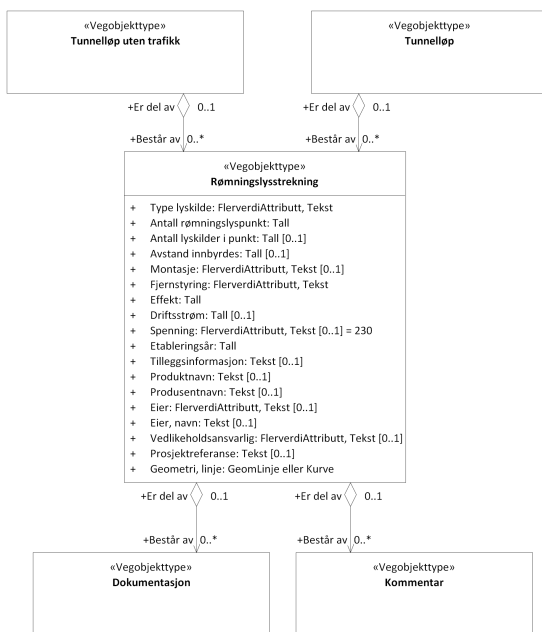 «Vegobjekttype»
Tunnelløp uten trafikk
«Vegobjekttype»
Tunnelløp
+Er del av 0..1
+Består av 0..*
+Er del av 0..1
+Består av 0..*
«Vegobjekttype»
Rømningslysstrekning
+ Type lyskilde: FlerverdiAttributt, Tekst
+ Antall rømningslyspunkt: Tall
+ Antall lyskilder i punkt: Tall [0..1]
+ Avstand innbyrdes: Tall [0..1]
+ Montasje: FlerverdiAttributt, Tekst [0..1]
+ Fjernstyring: FlerverdiAttributt, Tekst
+ Effekt: Tall
+ Driftsstrøm: Tall [0..1]
+ Spenning: FlerverdiAttributt, Tekst [0..1] = 230
+ Etableringsår: Tall
+ Tilleggsinformasjon: Tekst [0..1]
+ Produktnavn: Tekst [0..1]
+ Produsentnavn: Tekst [0..1]
+ Eier: FlerverdiAttributt, Tekst [0..1]
+ Eier, navn: Tekst [0..1]
+ Vedlikeholdsansvarlig: FlerverdiAttributt, Tekst [0..1]
+ Prosjektreferanse: Tekst [0..1]
+ Geometri, linje: GeomLinje eller Kurve
+Er del av 0..1
+Består av 0..*
+Er del av 0..1
+Består av 0..*
«Vegobjekttype»
Dokumentasjon
«Vegobjekttype»
Kommentar